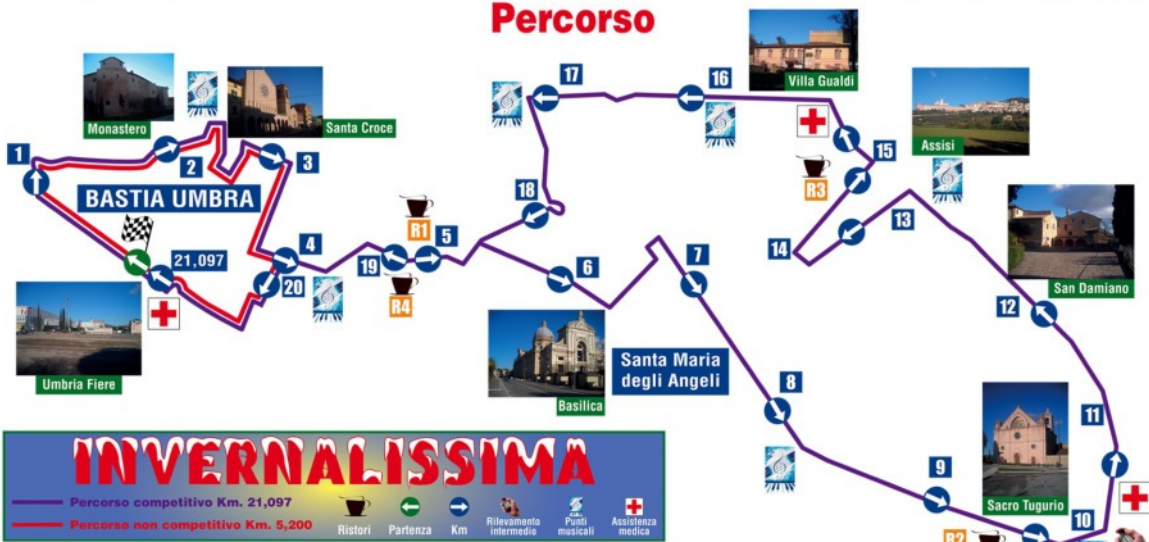 Percorso
17
16
Villa Gualdi
Monastero
Santa Croce
1
2
3
15
Assisi
R3
BASTIA UMBRA
18
13
R1
4
5
14
7
21,097
19
6
20
R4
San Damiano
12
Umbria Fiere
Santa Maria
degli Angeli
8
Basilica
11
9
Sacro Tugurio
10
R2
INVERNALISSIMA
Percorso competitivo Km. 21,097
Percorso non competitivo Km. 5,200
Ristori
Partenza
Km
Rilevamento
intermedio
Punti
musicali
Assistenza
medica